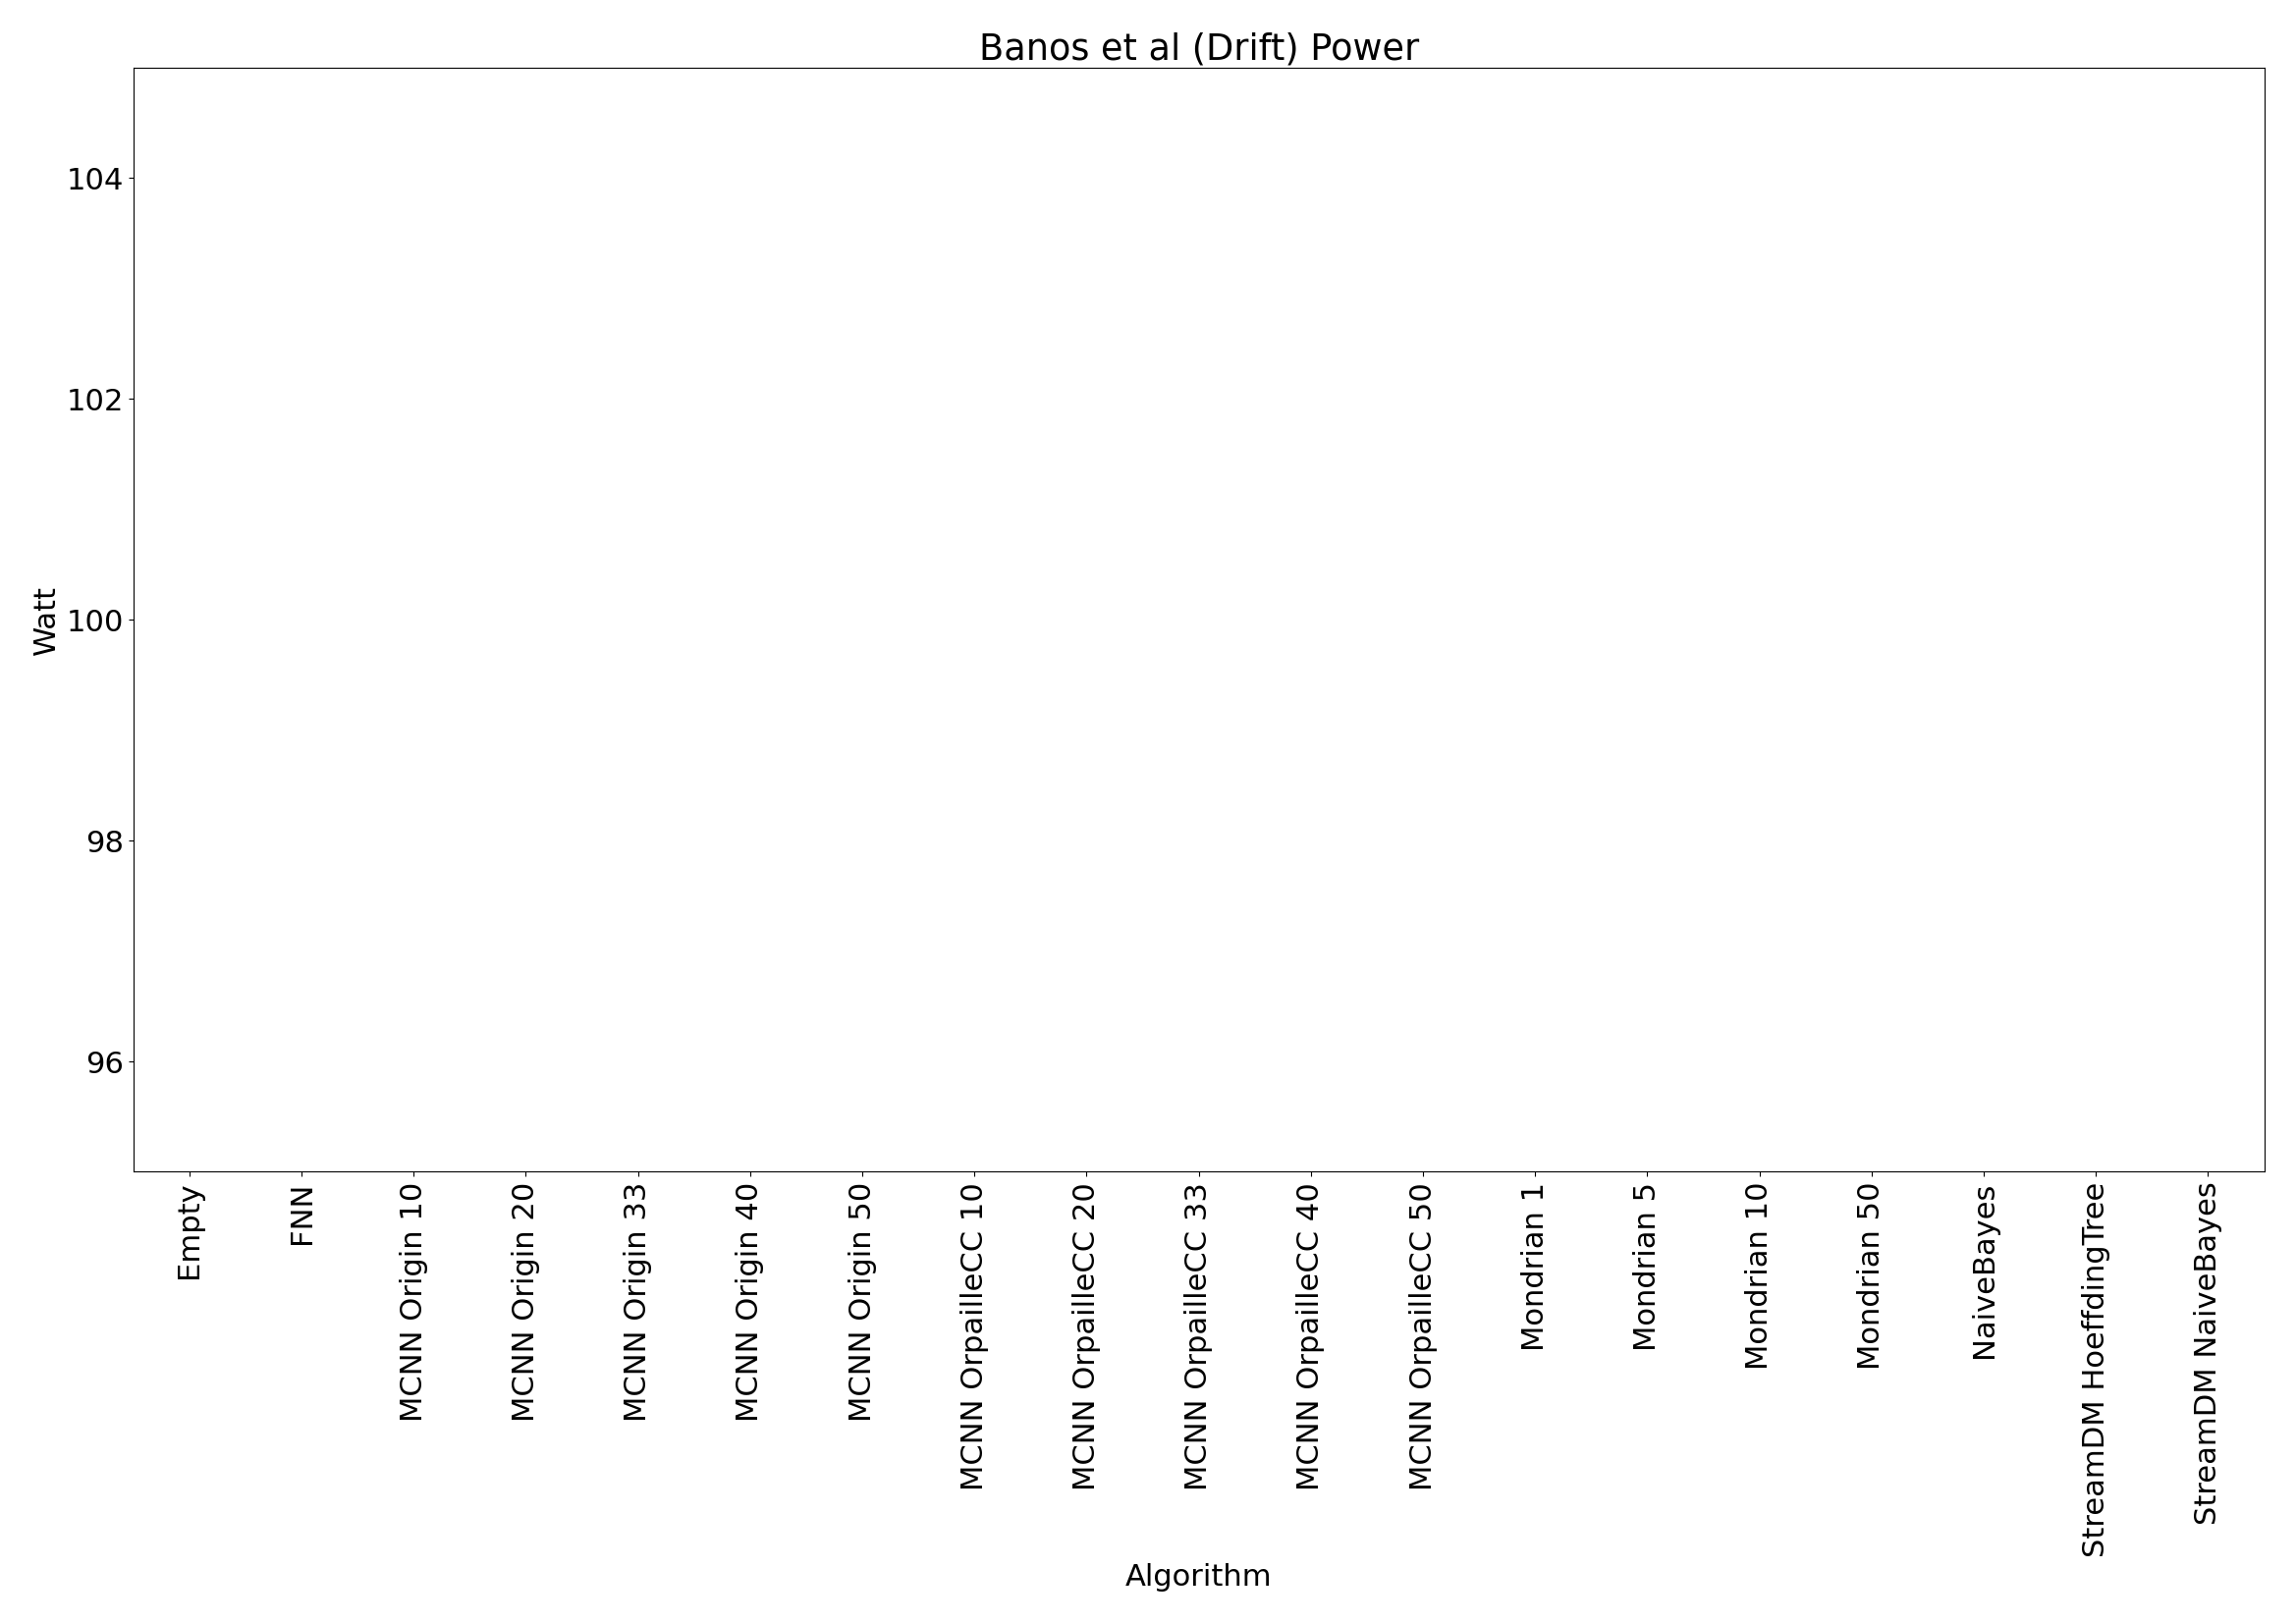 Banos et al (Drift) Power
104
102
100
98
96
Watt
Empty
FNN
MCNN Origin 10
MCNN Origin 20
MCNN Origin 33
MCNN Origin 40
MCNN Origin 50
MCNN OrpailleCC 10
MCNN OrpailleCC 20
MCNN OrpailleCC 33
MCNN OrpailleCC 40
MCNN OrpailleCC 50
Mondrian 1
Mondrian 5
Mondrian 10
Mondrian 50
NaiveBayes
StreamDM HoeffdingTree
StreamDM NaiveBayes
Algorithm